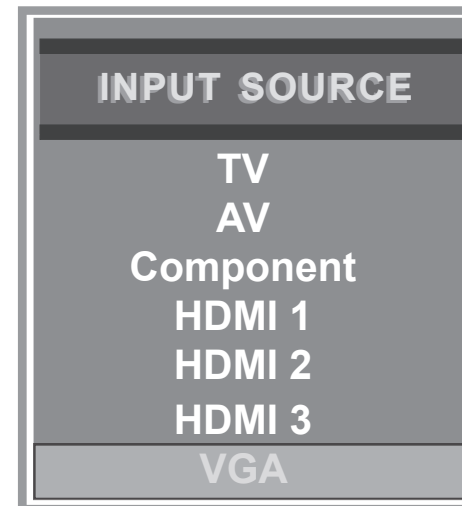 INPUT SOURCE
TV
AV
Component
HDMI 1
HDMI 2
HDMI 3
VGA